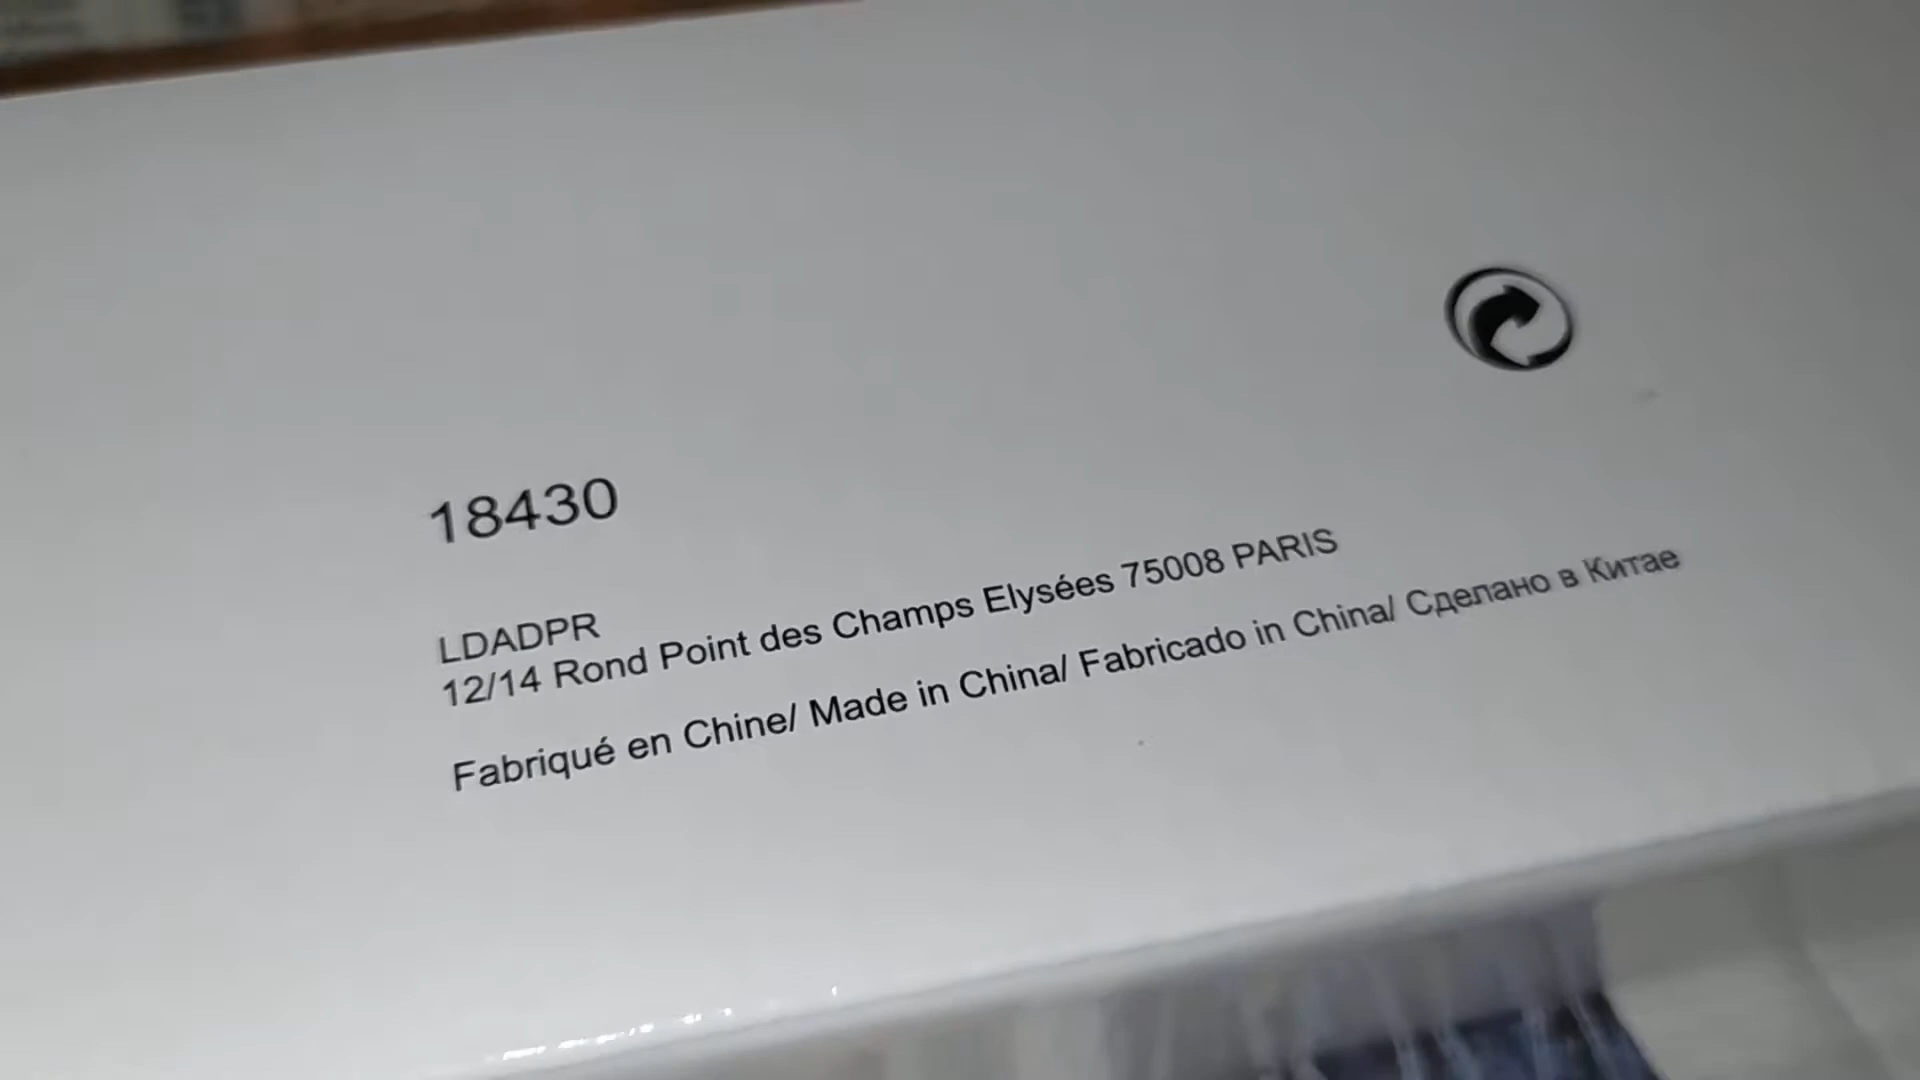 18430
LDADPR
12/14 Rond Point des Champs Elysées 75008 PARIS
Fabriqué en Chine/ Made in China/ Fabricado in China/ Сделано в Китае